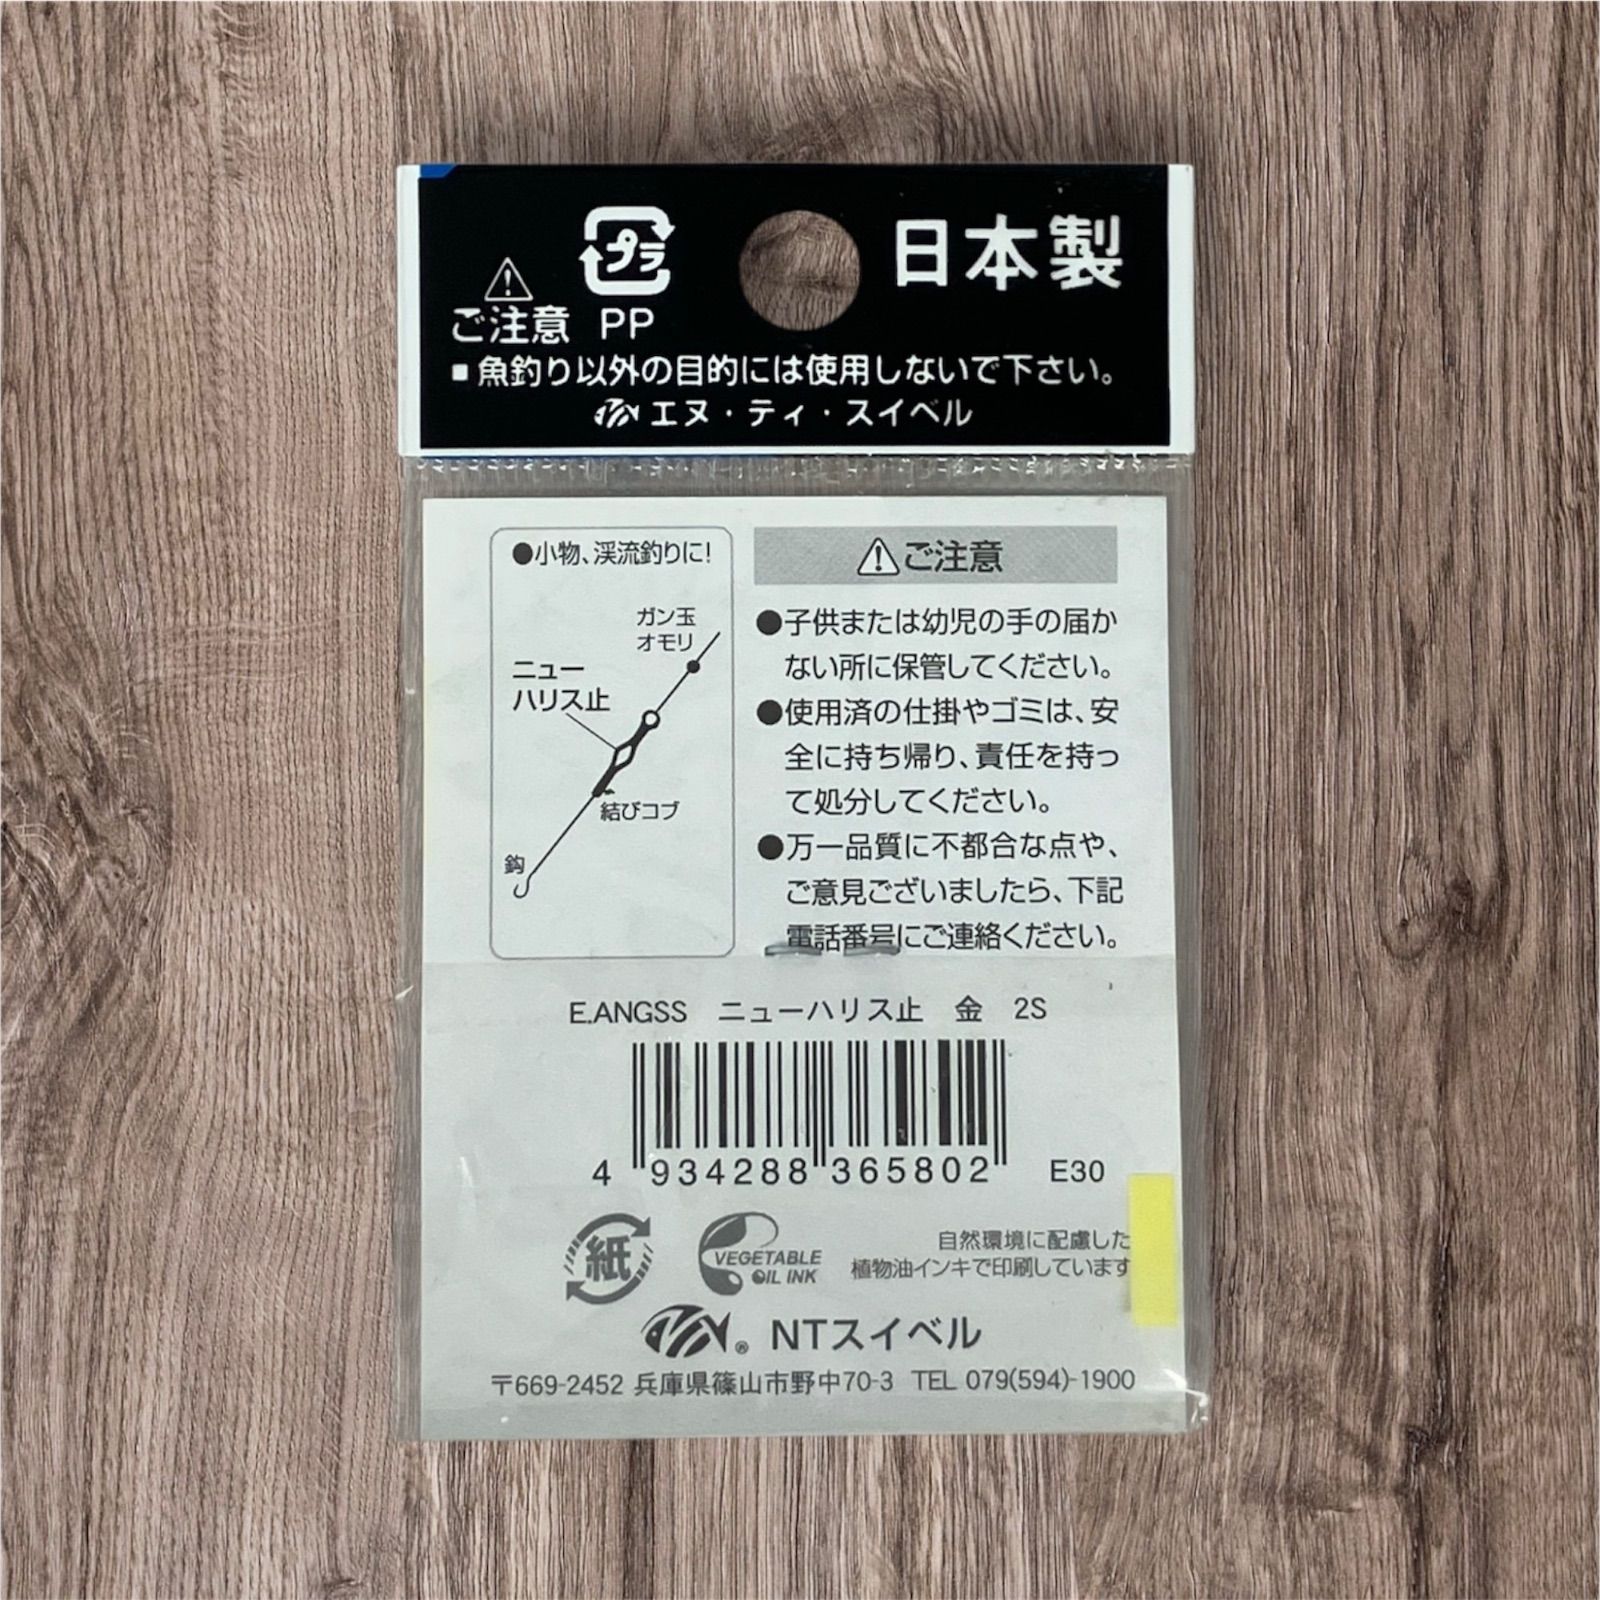 プラ
日本製
ご注意 PP
■魚釣り以外の目的には使用しないで下さい。
エヌ・ティ・スイベル
●小物、渓流釣りに!
ガン玉
オモリ
ニュー
ハリス止
結びコブ
鈎
ご注意
●子供または幼児の手の届か
ない所に保管してください。
●使用済の仕掛やゴミは、安
全に持ち帰り、責任を持っ
て処分してください。
●万一品質に不都合な点や、
ご意見ございましたら、下記
電話番号にご連絡ください。
E.ANGSS ニューハリス止 金 2S
4 934288 365802 E30
紙
VEGETABLE
OIL INK
自然環境に配慮した
植物油インキで印刷しています
® NTスイベル
〒669-2452 兵庫県篠山市野中70-3 TEL 079(594)-1900